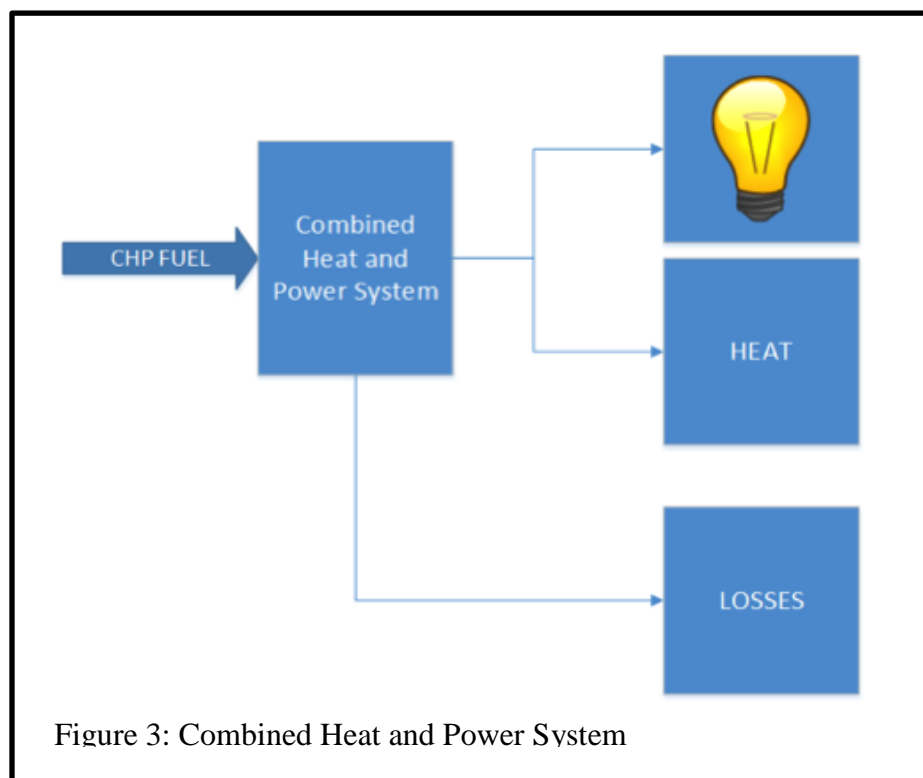 CHP FUEL
Combined
Heat and
Power System
HEAT
LOSSES
Figure 3: Combined Heat and Power System